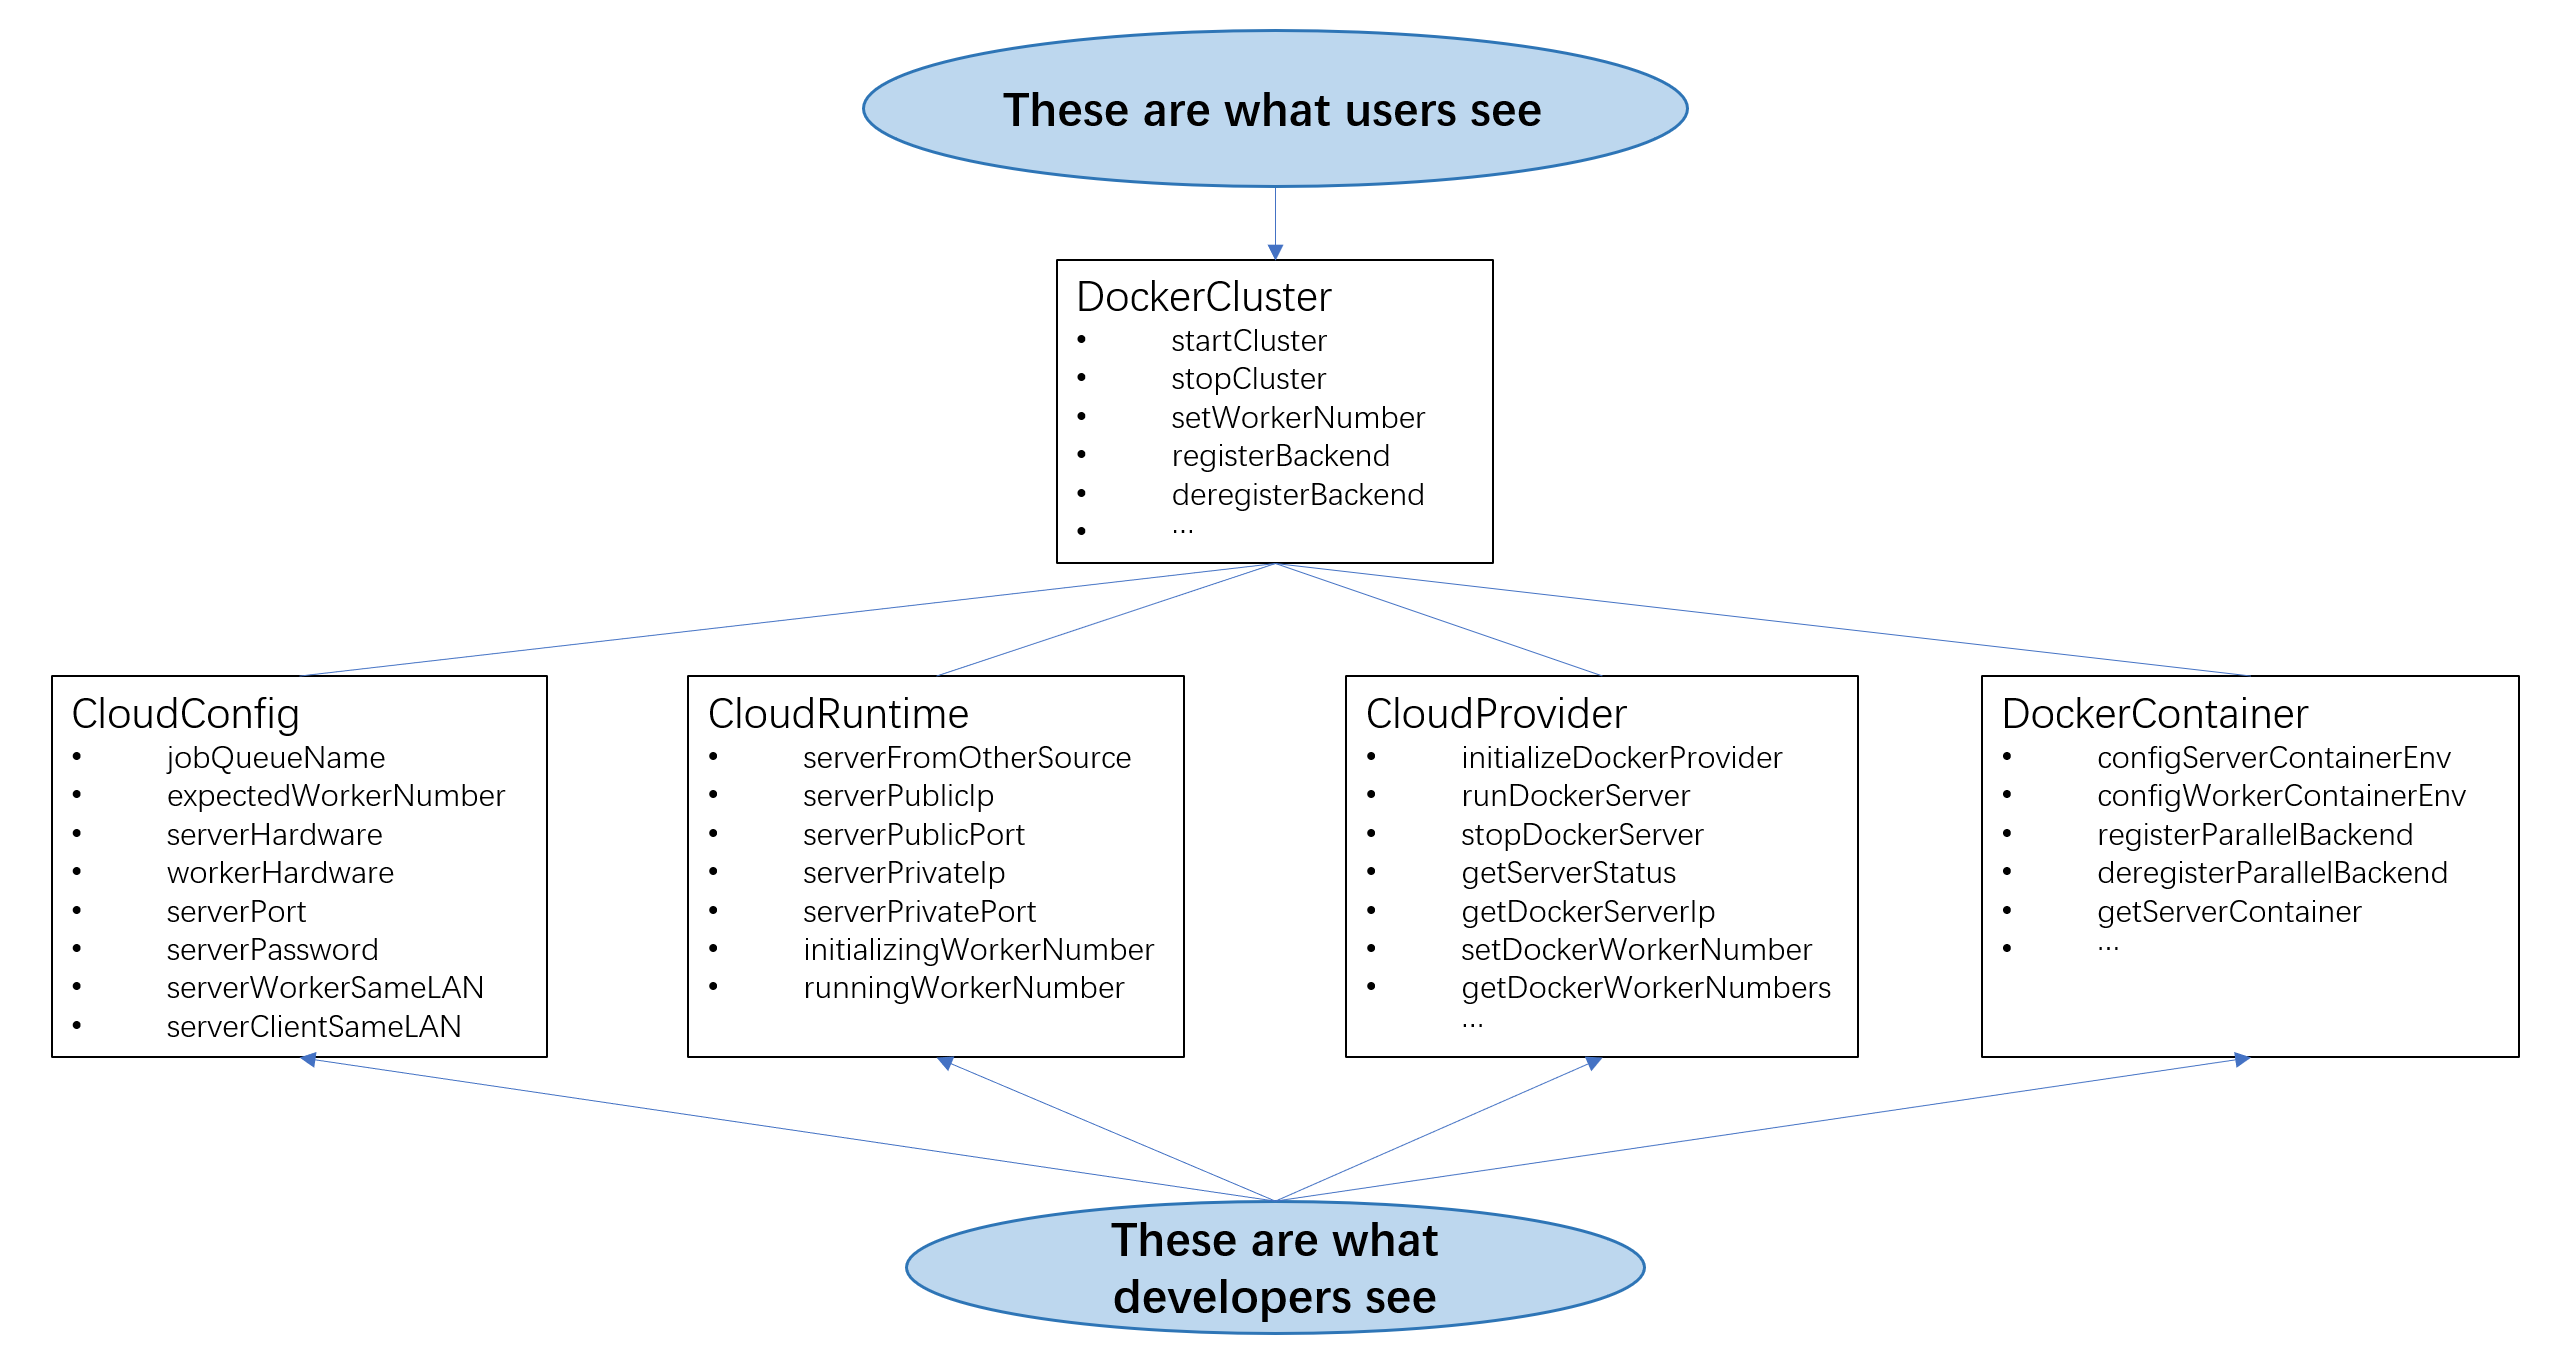 These are what users see
DockerCluster
• startCluster
• stopCluster
• setWorkerNumber
• registerBackend
• deregisterBackend
• ...
CloudConfig
• jobQueueName
• expectedWorkerNumber
• serverHardware
• workerHardware
• serverPort
• serverPassword
• serverWorkerSameLAN
• serverClientSameLAN
CloudRuntime
• serverFromOtherSource
• serverPublicIp
• serverPublicPort
• serverPrivateIp
• serverPrivatePort
• initializingWorkerNumber
• runningWorkerNumber
CloudProvider
• initializeDockerProvider
• runDockerServer
• stopDockerServer
• getServerStatus
• getDockerServerIp
• setDockerWorkerNumber
• getDockerWorkerNumbers
...
DockerContainer
• configServerContainerEnv
• configWorkerContainerEnv
• registerParallelBackend
• deregisterParallelBackend
• getServerContainer
• ...
These are what
developers see